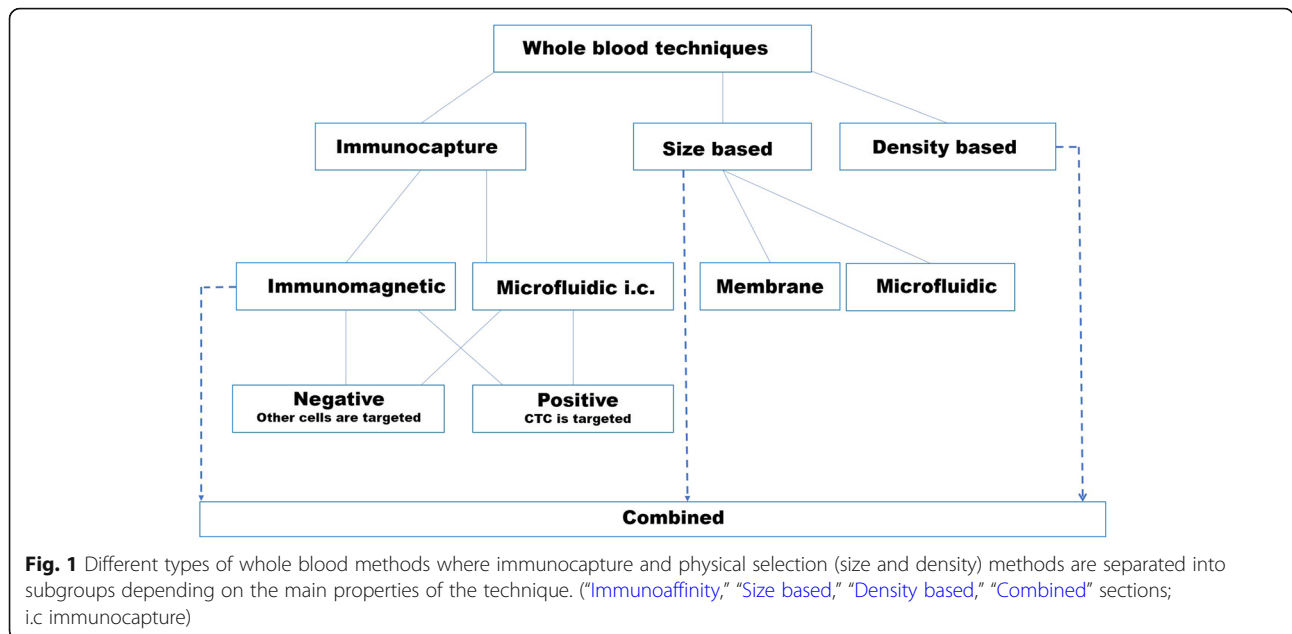 Whole blood techniques
Immunocapture
Size based
Density based
Immunomagnetic
Microfluidic i.c.
Membrane
Microfluidic
Negative
Other cells are targeted
Positive
CTC is targeted
Combined
Fig. 1 Different types of whole blood methods where immunocapture and physical selection (size and density) methods are separated into
subgroups depending on the main properties of the technique. (“Immunoaffinity,” “Size based,” “Density based,” “Combined” sections;
i.c immunocapture)